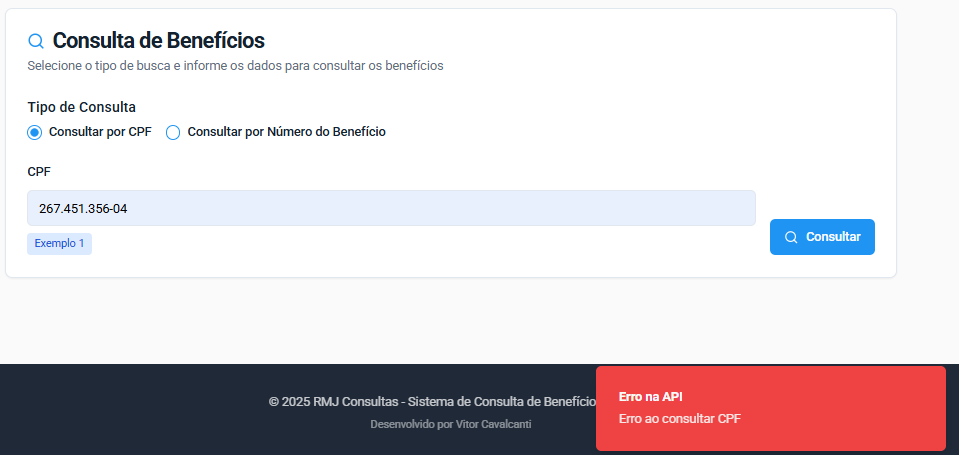 Consulta de Benefícios
Selecione o tipo de busca e informe os dados para consultar os benefícios
Tipo de Consulta
Consultar por CPF
Consultar por Número do Benefício
CPF
267.451.356-04
Exemplo 1
Consultar
© 2025 RMJ Consultas - Sistema de Consulta de Benefício
Desenvolvido por Vitor Cavalcanti
Erro na API
Erro ao consultar CPF